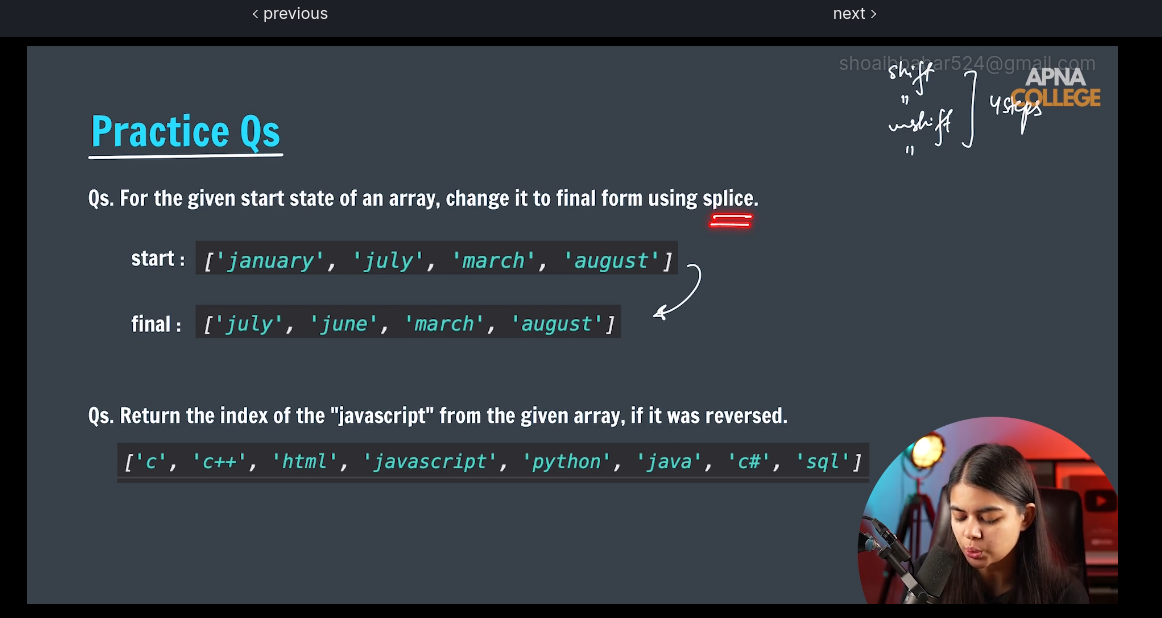 ‹ previous
next ›
shoaibhasar524@gmail.com
APNA
COLLEGE
shift
"
unshift
"
4 steps
Practice Qs
Qs. For the given start state of an array, change it to final form using splice.
start : ['january', 'july', 'march', 'august']
final : ['july', 'june', 'march', 'august']
Qs. Return the index of the "javascript" from the given array, if it was reversed.
['c', 'c++', 'html', 'javascript', 'python', 'java', 'c#', 'sql']